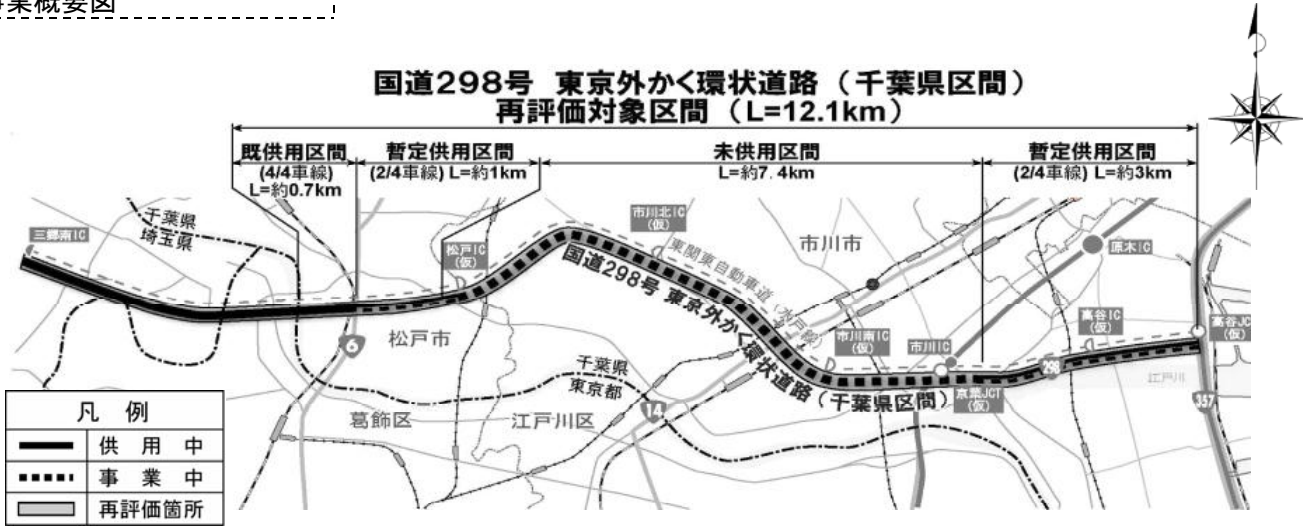 事業概要図
国道298号 東京外かく環状道路（千葉県区間）
再評価対象区間（L=12.1km）
既供用区間
(4/4車線)
L=約0.7km
暫定供用区間
(2/4車線) L=約1km
未供用区間
L=約7.4km
暫定供用区間
(2/4車線) L=約3km
千葉県
埼玉県
三郷南IC
松戸IC
(仮)
市川北IC
(仮)
東関東自動車道（水戸線）
市川市
原木IC
国道298号 東京外かく環状道路（千葉県区間）
6
松戸市
市川南IC
(仮)
市川IC
高谷IC
(仮)
高谷JC
(仮)
298
京葉JCT
(仮)
江戸川
千葉県
東京都
357
14
葛飾区
江戸川区
凡 例
供 用 中
事 業 中
再評価箇所